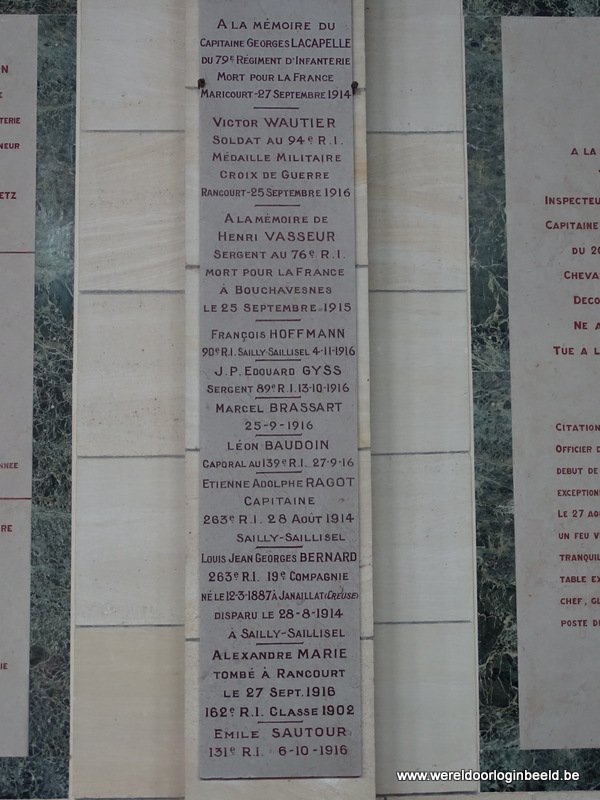 A LA MÉMOIRE DU
CAPITAINE GEORGES LACAPELLE
DU 79e RÉGIMENT D'INFANTERIE
MORT POUR LA FRANCE
MARICOURT-27 SEPTEMBRE 1914
VICTOR WAUTIER
SOLDAT AU 94e R.I.
MÉDAILLE MILITAIRE
CROIX DE GUERRE
RANCOURT-25 SEPTEMBRE 1916
A LA MÉMOIRE DE
HENRI VASSEUR
SERGENT AU 76e R.I.
MORT POUR LA FRANCE
À BOUCHAVESNES
LE 25 SEPTEMBRE 1915
FRANÇOIS HOFFMANN
90e R.I. SAILLY-SAILLISEL 4-11-1916
J.P. EDOUARD GYSS
SERGENT 89e R.I. 13-10-1916
MARCEL BRASSART
25-9-1916
LÉON BAUDOIN
CAPORAL AU 139e R.I. 27-9-16
ETIENNE ADOLPHE RAGOT
CAPITAINE
263e R.I. 28 AOÛT 1914
SAILLY-SAILLISEL
LOUIS JEAN GEORGES BERNARD
263e R.I. 19e COMPAGNIE
NÉ LE 12-3-1887 À JANAILLAT (CREUSE)
DISPARU LE 28-8-1914
À SAILLY-SAILLISEL
ALEXANDRE MARIE
TOMBÉ À RANCOURT
LE 27 SEPT. 1916
162e R.I. CLASSE 1902
EMILE SAUTOUR
131e R.I. 6-10-1916
A LA
INSPECTEU
CAPITAINE
DU 20
CHEVA
DECO
NE A
TUE A L
CITATION
OFFICIER D
DEBUT DE
EXCEPTIONN
LE 27 AOU
UN FEU V
TRANQUIL
TABLE EX
CHEF, GL
POSTE DE
www.wereldoorloginbeeld.be